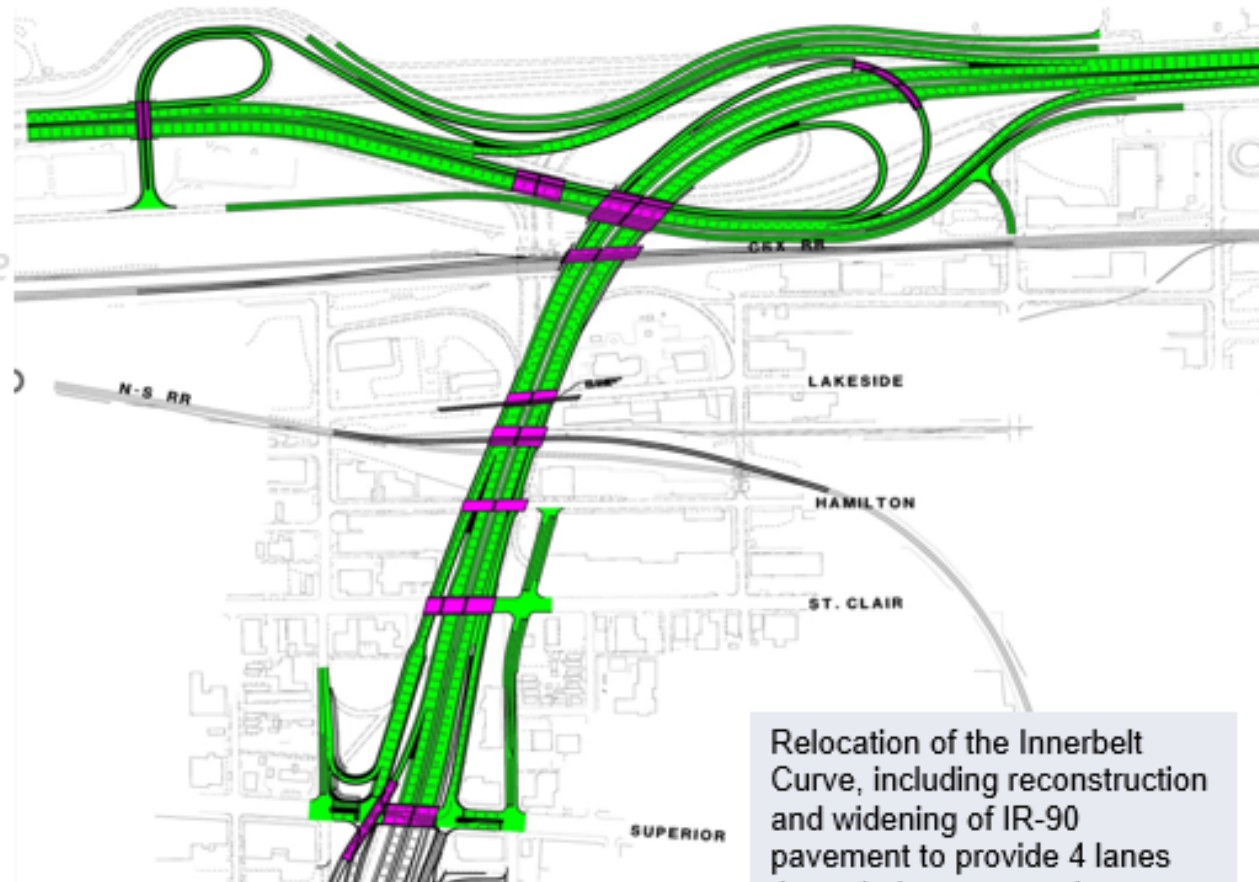 CSX RR
LAKESIDE
N-S RR
HAMILTON
ST. CLAIR
SUPERIOR
Relocation of the Innerbelt
Curve, including reconstruction
and widening of IR-90
pavement to provide 4 lanes